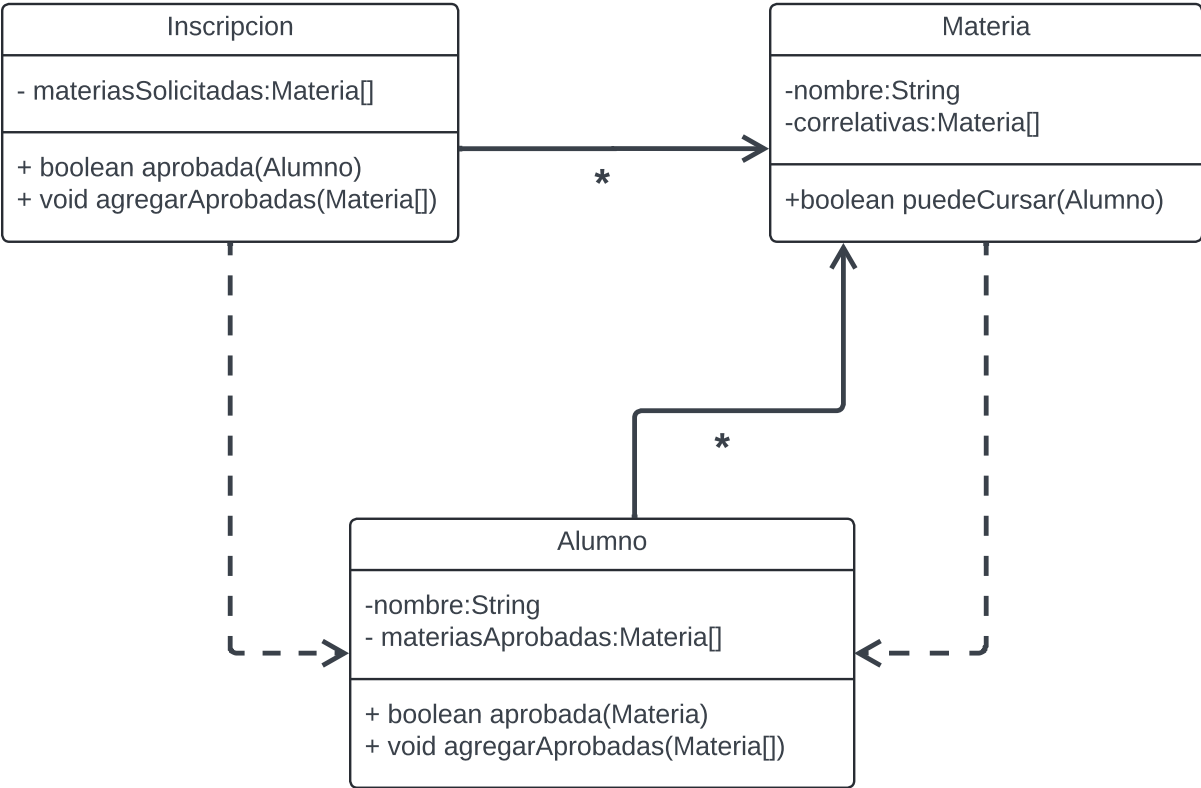 Inscripcion
- materiasSolicitadas:Materia[]
+ boolean aprobada(Alumno)
+ void agregarAprobadas(Materia[])
Materia
-nombre:String
-correlativas:Materia[]
+boolean puedeCursar(Alumno)
*
*
Alumno
-nombre:String
- materiasAprobadas:Materia[]
+ boolean aprobada(Materia)
+ void agregarAprobadas(Materia[])